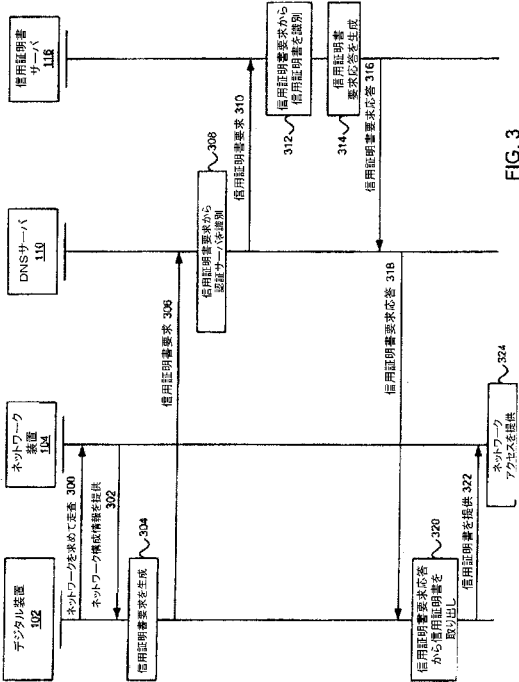 デジタル装置
102
ネットワーク
装置
104
DNSサーバ
110
信用証明書
サーバ
116
ネットワークを求めて走査 300
ネットワーク構成情報を提供
302
信用証明書要求を生成
304
信用証明書要求 306
信用証明書要求から
認証サーバを識別
308
信用証明書要求 310
信用証明書要求から
信用証明書を識別
312
信用証明書
要求応答を生成
314
信用証明書要求応答 316
信用証明書要求応答 318
信用証明書要求応答
から信用証明書を
取り出し
320
信用証明書を提供 322
ネットワーク
アクセスを提供
324
FIG. 3